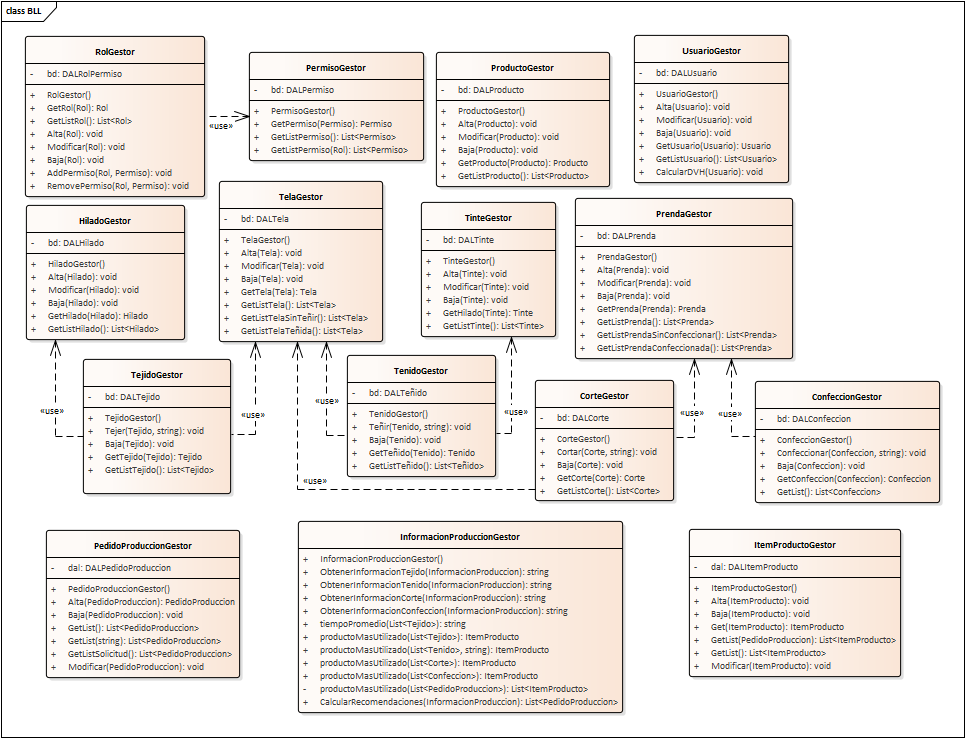 class BLL
RolGestor
- bd: DALRolPermiso
+ RolGestor()
+ GetRol(Rol): Rol
+ GetListRol(): List<Rol>
+ Alta(Rol): void
+ Modificar(Rol): void
+ Baja(Rol): void
+ AddPermiso(Rol, Permiso): void
+ RemovePermiso(Rol, Permiso): void
«use»
PermisoGestor
- bd: DALPermiso
+ PermisoGestor()
+ GetPermiso(Permiso): Permiso
+ GetListPermiso(): List<Permiso>
+ GetListPermiso(Rol): List<Permiso>
ProductoGestor
- bd: DALProducto
+ ProductoGestor()
+ Alta(Producto): void
+ Modificar(Producto): void
+ Baja(Producto): void
+ GetProducto(Producto): Producto
+ GetListProducto(): List<Producto>
UsuarioGestor
- bd: DALUsuario
+ UsuarioGestor()
+ Alta(Usuario): void
+ Modificar(Usuario): void
+ Baja(Usuario): void
+ GetUsuario(Usuario): Usuario
+ GetListUsuario(): List<Usuario>
+ CalcularDVH(Usuario): void
HiladoGestor
- bd: DALHilado
+ HiladoGestor()
+ Alta(Hilado): void
+ Modificar(Hilado): void
+ Baja(Hilado): void
+ GetHilado(Hilado): Hilado
+ GetListHilado(): List<Hilado>
TelaGestor
- bd: DALTela
+ TelaGestor()
+ Alta(Tela): void
+ Modificar(Tela): void
+ Baja(Tela): void
+ GetTela(Tela): Tela
+ GetListTela(): List<Tela>
+ GetListTelaSinTeñir(): List<Tela>
+ GetListTelaTeñida(): List<Tela>
TinteGestor
- bd: DALTinte
+ TinteGestor()
+ Alta(Tinte): void
+ Modificar(Tinte): void
+ Baja(Tinte): void
+ GetHilado(Tinte): Tinte
+ GetListTinte(): List<Tinte>
PrendaGestor
- bd: DALPrenda
+ PrendaGestor()
+ Alta(Prenda): void
+ Modificar(Prenda): void
+ Baja(Prenda): void
+ GetPrenda(Prenda): Prenda
+ GetListPrenda(): List<Prenda>
+ GetListPrendaSinConfeccionar(): List<Prenda>
+ GetListPrendaConfeccionada(): List<Prenda>
«use»
TejidoGestor
- bd: DALTejido
+ TejidoGestor()
+ Tejer(Tejido, string): void
+ Baja(Tejido): void
+ GetTejido(Tejido): Tejido
+ GetListTejido(): List<Tejido>
«use»
«use»
TenidoGestor
- bd: DALTeñido
+ TenidoGestor()
+ Teñir(Tenido, string): void
+ Baja(Tenido): void
+ GetTeñido(Tenido): Tenido
+ GetListTeñido(): List<Teñido>
«use»
«use»
CorteGestor
- bd: DALCorte
+ CorteGestor()
+ Cortar(Corte, string): void
+ Baja(Corte): void
+ GetCorte(Corte): Corte
+ GetListCorte(): List<Corte>
«use»
«use»
ConfeccionGestor
- bd: DALConfeccion
+ ConfeccionGestor()
+ Confeccionar(Confeccion, string): void
+ Baja(Confeccion): void
+ GetConfeccion(Confeccion): Confeccion
+ GetList(): List<Confeccion>
PedidoProduccionGestor
- dal: DALPedidoProduccion
+ PedidoProduccionGestor()
+ Alta(PedidoProduccion): PedidoProduccion
+ Baja(PedidoProduccion): void
+ GetList(): List<PedidoProduccion>
+ GetList(string): List<PedidoProduccion>
+ GetListSolicitud(): List<PedidoProduccion>
+ Modificar(PedidoProduccion): void
InformacionProduccionGestor
+ InformacionProduccionGestor()
+ ObtenerInformacionTejido(InformacionProduccion): string
+ ObtenerInformacionTenido(InformacionProduccion): string
+ ObtenerInformacionCorte(InformacionProduccion): string
+ ObtenerInformacionConfeccion(InformacionProduccion): string
+ tiempoPromedio(List<Tejido>): string
+ productoMasUtilizado(List<Tejido>): ItemProducto
+ productoMasUtilizado(List<Tenido>, string): ItemProducto
+ productoMasUtilizado(List<Corte>): ItemProducto
+ productoMasUtilizado(List<Confeccion>): ItemProducto
- productoMasUtilizado(List<PedidoProduccion>): List<ItemProducto>
+ CalcularRecomendaciones(InformacionProduccion): List<PedidoProduccion>
ItemProductoGestor
- dal: DALItemProducto
+ ItemProductoGestor()
+ Alta(ItemProducto): void
+ Baja(ItemProducto): void
+ Get(ItemProducto): ItemProducto
+ GetList(PedidoProduccion): List<ItemProducto>
+ GetList(): List<ItemProducto>
+ Modificar(ItemProducto): void